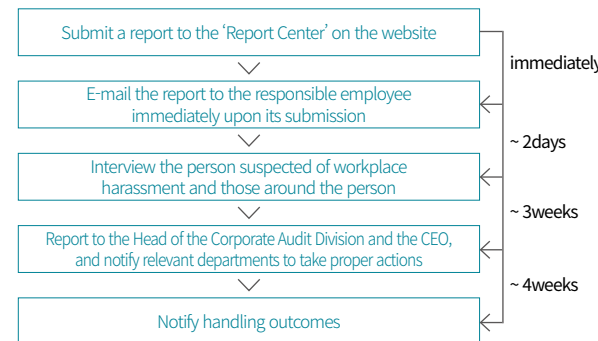 Submit a report to the ‘Report Center’ on the website
immediately
E-mail the report to the responsible employee
immediately upon its submission
~ 2days
Interview the person suspected of workplace
harassment and those around the person
~ 3weeks
Report to the Head of the Corporate Audit Division and the CEO,
and notify relevant departments to take proper actions
~ 4weeks
Notify handling outcomes